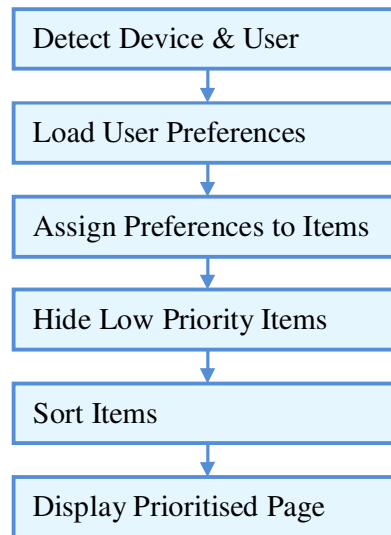 Detect Device & User
Load User Preferences
Assign Preferences to Items
Hide Low Priority Items
Sort Items
Display Prioritised Page